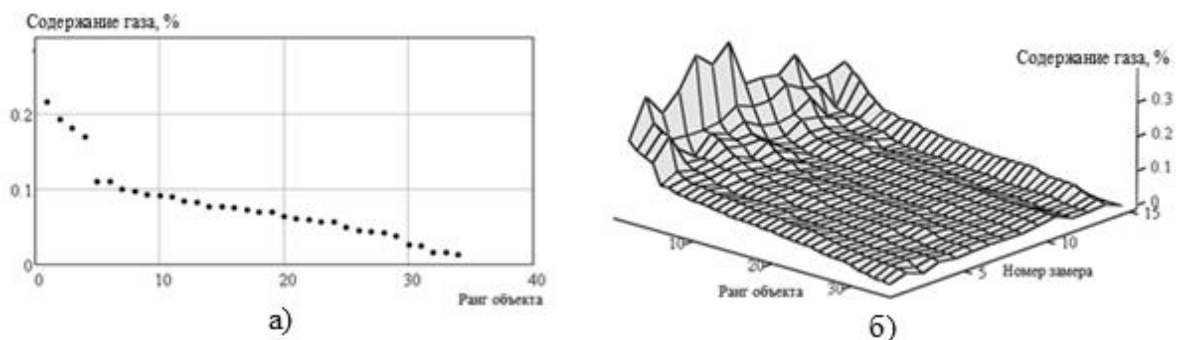 Содержание газа, %
0.2
0.1
0
0 10 20 30 40
Ранг объекта
а)
Содержание газа, %
0.3
0.2
0.1
0
15
10
5
Номер замера
10
20
30
Ранг объекта
б)